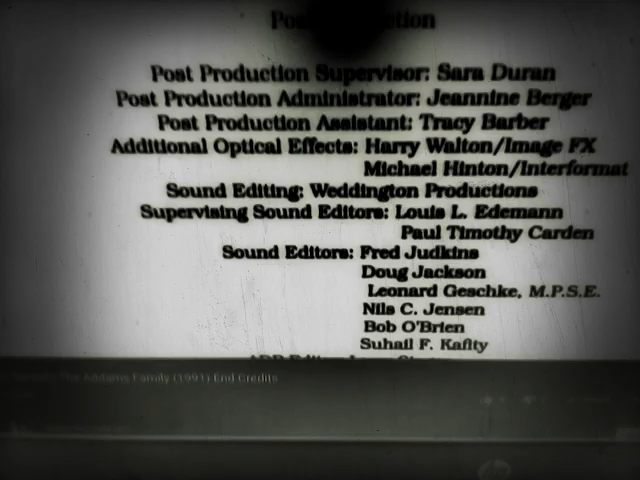 Post Production
Post Production Supervisor: Sara Duran
Post Production Administrator: Jeannine Berger
Post Production Assistant: Tracy Barber
Additional Optical Effects: Harry Walton/Image FX
Michael Hinton/Interformat
Sound Editing: Weddington Productions
Supervising Sound Editors: Louis L. Edemann
Paul Timothy Carden
Sound Editors: Fred Judkins
Doug Jackson
Leonard Geschke, M.P.S.E.
Nils C. Jensen
Bob O'Brien
Suhail F. Kafity
The Addams Family (1991) End Credits
hp